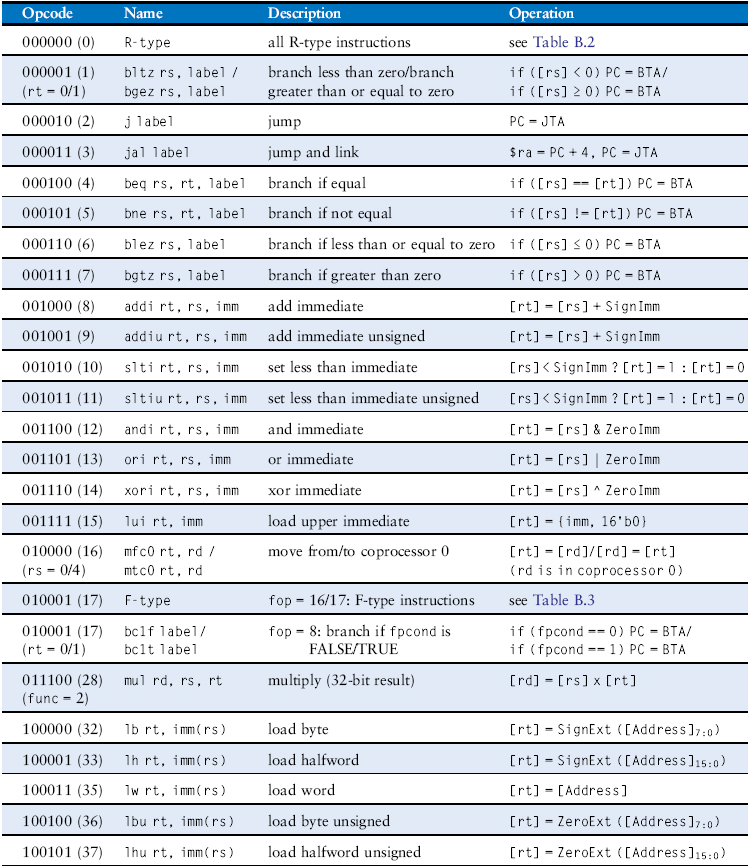 Opcode Name Description Operation
000000 (0) R-type all R-type instructions see Table B.2
000001 (1) bltz rs, label / branch less than zero/branch if ([rs] < 0) PC = BTA/
(rt = 0/1) bgez rs, label greater than or equal to zero if ([rs] ≥ 0) PC = BTA
000010 (2) j label jump PC = JTA
000011 (3) jal label jump and link $ra = PC + 4, PC = JTA
000100 (4) beq rs, rt, label branch if equal if ([rs] == [rt]) PC = BTA
000101 (5) bne rs, rt, label branch if not equal if ([rs] != [rt]) PC = BTA
000110 (6) blez rs, label branch if less than or equal to zero if ([rs] ≤ 0) PC = BTA
000111 (7) bgtz rs, label branch if greater than zero if ([rs] > 0) PC = BTA
001000 (8) addi rt, rs, imm add immediate [rt] = [rs] + SignImm
001001 (9) addiu rt, rs, imm add immediate unsigned [rt] = [rs] + SignImm
001010 (10) slti rt, rs, imm set less than immediate [rs] < SignImm ? [rt] = 1 : [rt] = 0
001011 (11) sltiu rt, rs, imm set less than immediate unsigned [rs] < SignImm ? [rt] = 1 : [rt] = 0
001100 (12) andi rt, rs, imm and immediate [rt] = [rs] & ZeroImm
001101 (13) ori rt, rs, imm or immediate [rt] = [rs] | ZeroImm
001110 (14) xori rt, rs, imm xor immediate [rt] = [rs] ^ ZeroImm
001111 (15) lui rt, imm load upper immediate [rt] = {imm, 16'b0}
010000 (16) mfc0 rt, rd / move from/to coprocessor 0 [rt] = [rd]/[rd] = [rt]
(rs = 0/4) mtc0 rt, rd (rd is in coprocessor 0)
010001 (17) F-type fop = 16/17: F-type instructions see Table B.3
010001 (17) bc1f label/ fop = 8: branch if fpcond is if (fpcond == 0) PC = BTA/
(rt = 0/1) bc1t label FALSE/TRUE if (fpcond == 1) PC = BTA
011100 (28) mul rd, rs, rt multiply (32-bit result) [rd] = [rs] x [rt]
(func = 2)
100000 (32) lb rt, imm(rs) load byte [rt] = SignExt ([Address]7:0)
100001 (33) lh rt, imm(rs) load halfword [rt] = SignExt ([Address]15:0)
100011 (35) lw rt, imm(rs) load word [rt] = [Address]
100100 (36) lbu rt, imm(rs) load byte unsigned [rt] = ZeroExt ([Address]7:0)
100101 (37) lhu rt, imm(rs) load halfword unsigned [rt] = ZeroExt ([Address]15:0)